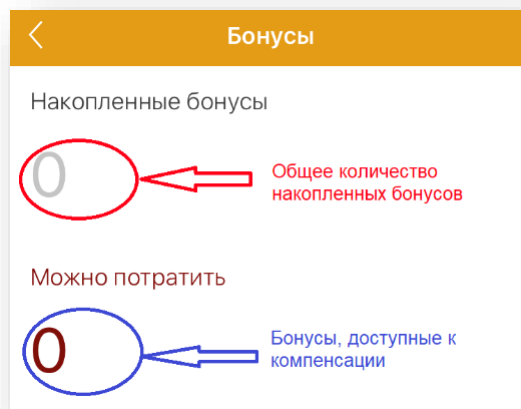 Бонусы
Накопленные бонусы
0
Общее количество
накопленных бонусов
Можно потратить
0
Бонусы, доступные к
компенсации